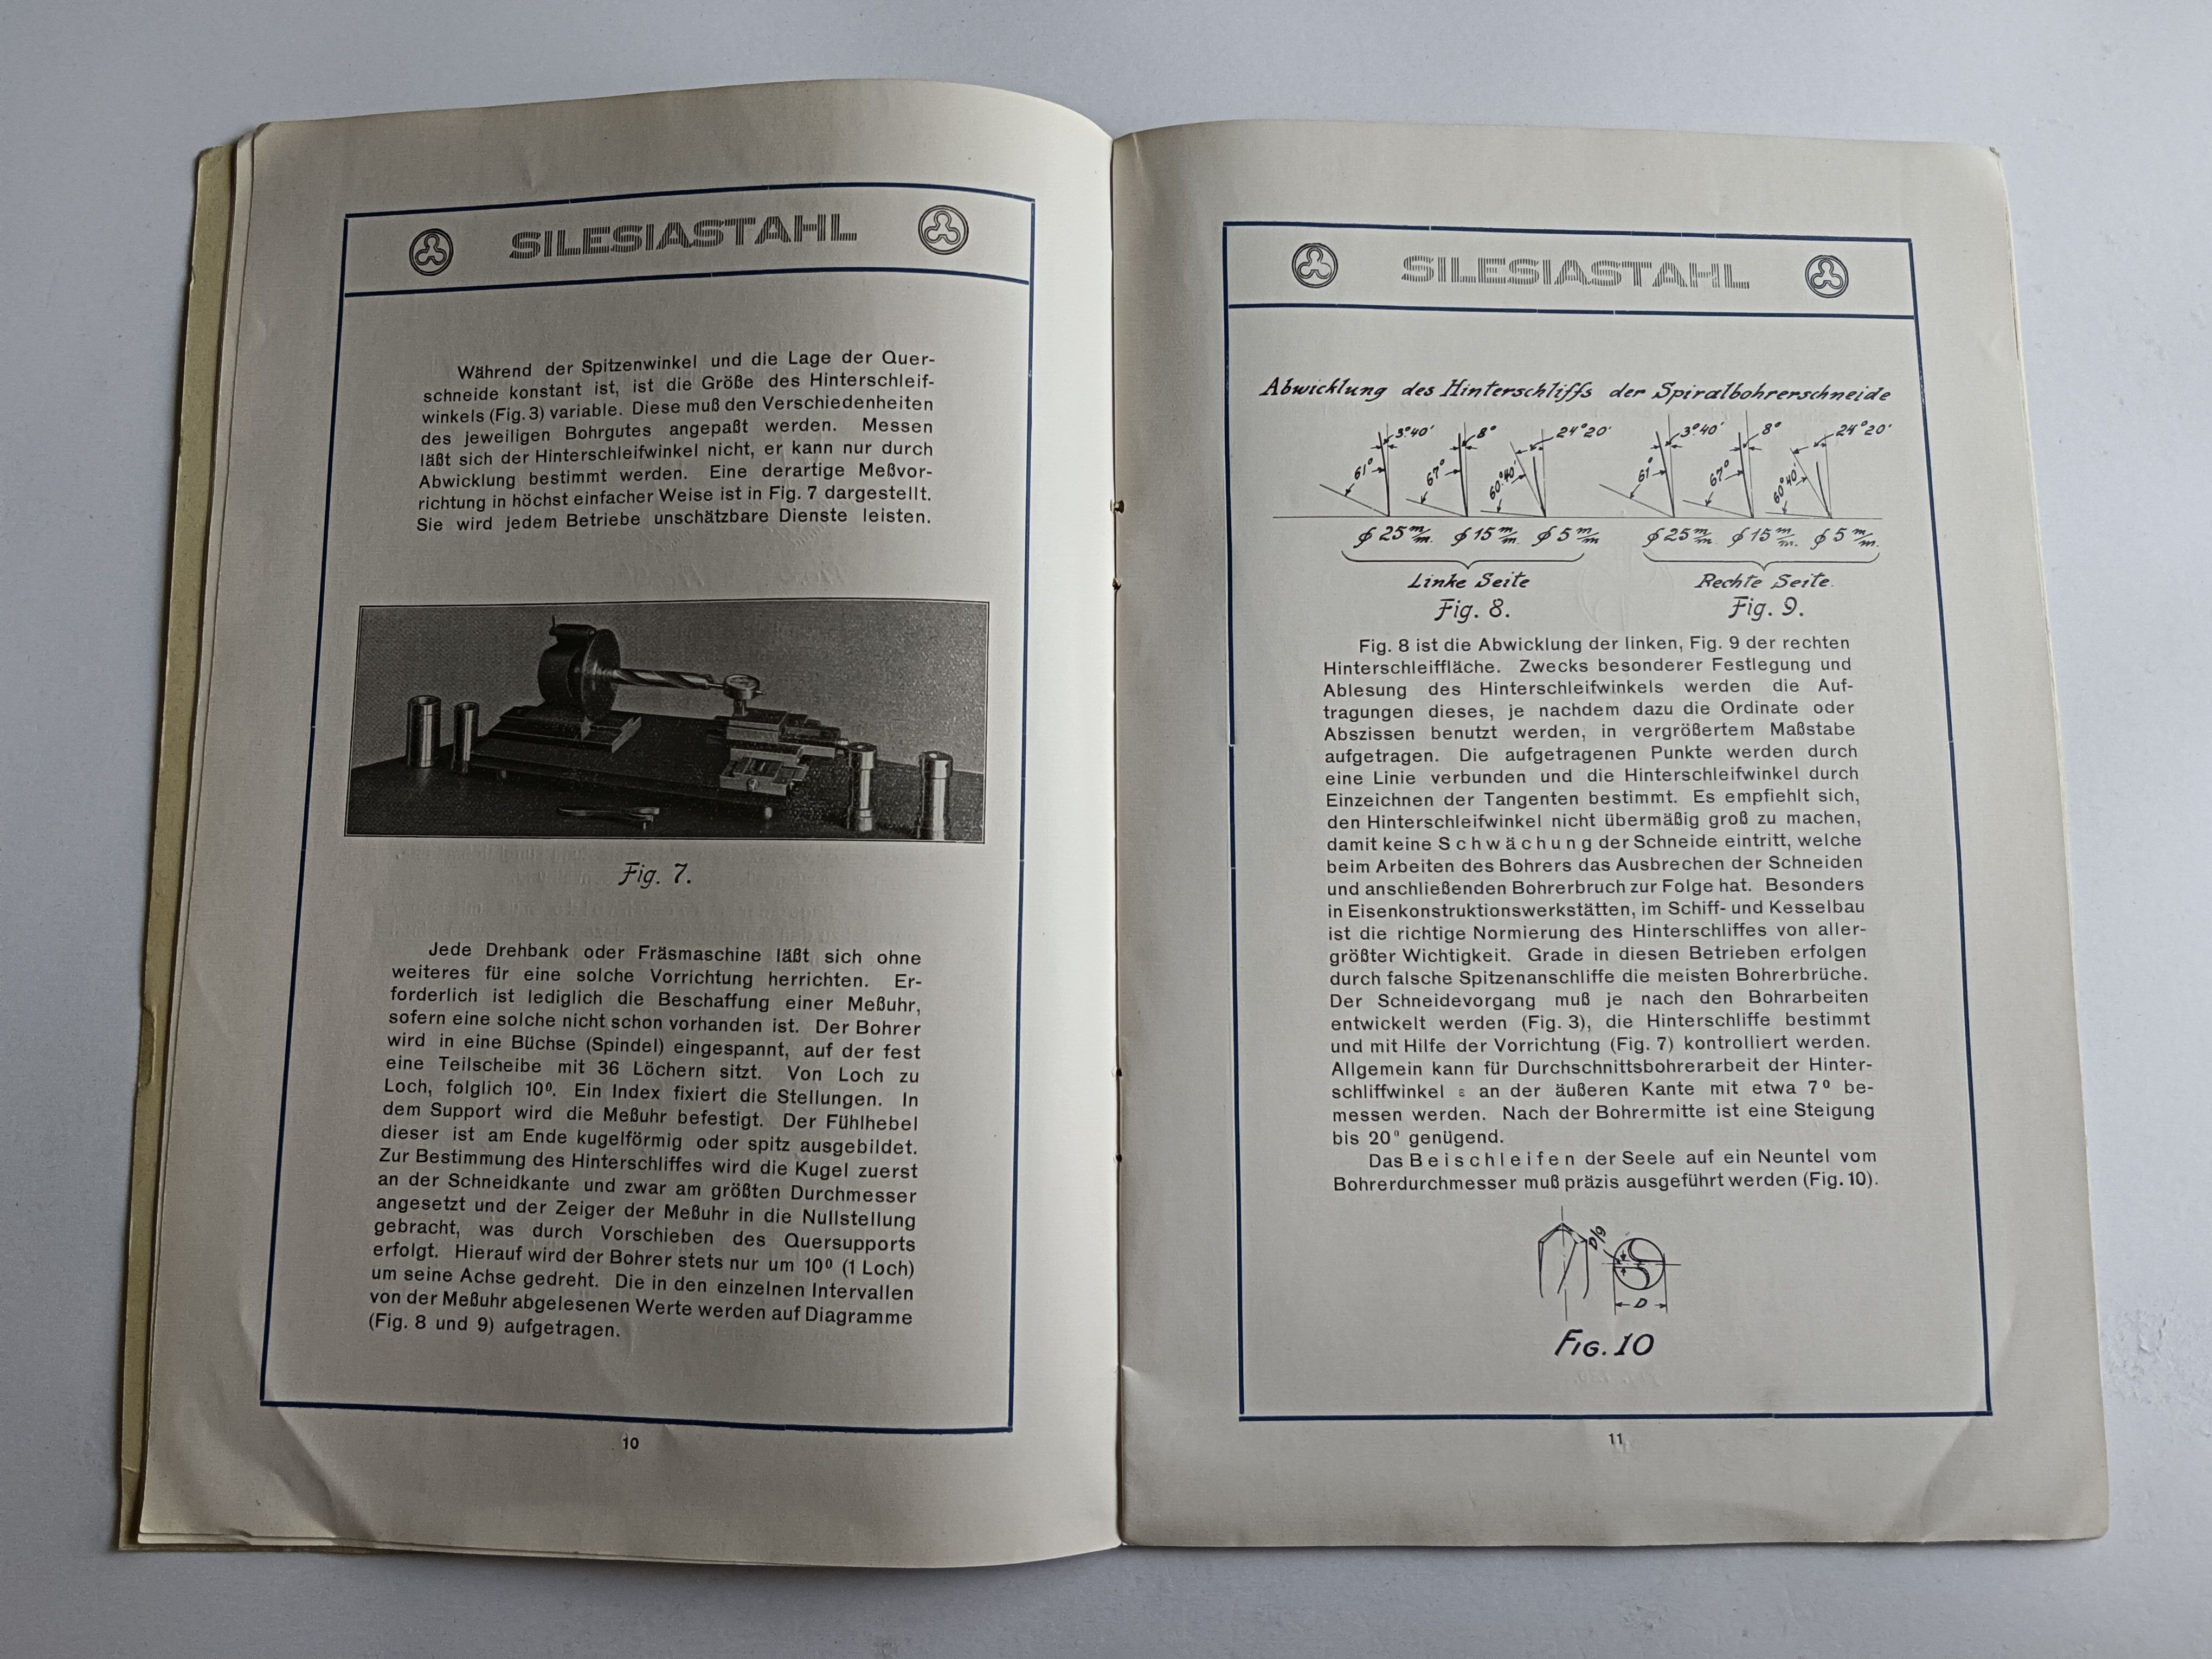 SILESIASTAHL
Während der Spitzenwinkel und die Lage der Quer-
schneide konstant ist, ist die Größe des Hinterschleif-
winkels (Fig. 3) variable. Diese muß den Verschiedenheiten
des jeweiligen Bohrgutes angepaßt werden. Messen
läßt sich der Hinterschleifwinkel nicht, er kann nur durch
Abwicklung bestimmt werden. Eine derartige Meßvor-
richtung in höchst einfacher Weise ist in Fig. 7 dargestellt.
Sie wird jedem Betriebe unschätzbare Dienste leisten.
Fig. 7.
Jede Drehbank oder Fräsmaschine läßt sich ohne
weiteres für eine solche Vorrichtung herrichten. Er-
forderlich ist lediglich die Beschaffung einer Meßuhr,
sofern eine solche nicht schon vorhanden ist. Der Bohrer
wird in eine Büchse (Spindel) eingespannt, auf der fest
eine Teilscheibe mit 36 Löchern sitzt. Von Loch zu
Loch, folglich 10⁰. Ein Index fixiert die Stellungen. In
dem Support wird die Meßuhr befestigt. Der Fühlhebel
dieser ist am Ende kugelförmig oder spitz ausgebildet.
Zur Bestimmung des Hinterschliffes wird die Kugel zuerst
an der Schneidkante und zwar am größten Durchmesser
angesetzt und der Zeiger der Meßuhr in die Nullstellung
gebracht, was durch Vorschieben des Quersupports
erfolgt. Hierauf wird der Bohrer stets nur um 10⁰ (1 Loch)
um seine Achse gedreht. Die in den einzelnen Intervallen
von der Meßuhr abgelesenen Werte werden auf Diagramme
(Fig. 8 und 9) aufgetragen.
10
SILESIASTAHL
Abwicklung des Hinterschliffs der Spiralbohrerschneide
3°40' 8° 24°20' 3°40' 8° 24°20'
61° 67° 60°40' 61° 67° 60°40'
⌀ 25 m/m. ⌀ 15 m/m. ⌀ 5 m/m ⌀ 25 m/m. ⌀ 15 m/m. ⌀ 5 m/m.
Linke Seite Rechte Seite.
Fig. 8. Fig. 9.
Fig. 8 ist die Abwicklung der linken, Fig. 9 der rechten
Hinterschleiffläche. Zwecks besonderer Festlegung und
Ablesung des Hinterschleifwinkels werden die Auf-
tragungen dieses, je nachdem dazu die Ordinate oder
Abszissen benutzt werden, in vergrößertem Maßstabe
aufgetragen. Die aufgetragenen Punkte werden durch
eine Linie verbunden und die Hinterschleifwinkel durch
Einzeichnen der Tangenten bestimmt. Es empfiehlt sich,
den Hinterschleifwinkel nicht übermäßig groß zu machen,
damit keine Schwächung der Schneide eintritt, welche
beim Arbeiten des Bohrers das Ausbrechen der Schneiden
und anschließenden Bohrerbruch zur Folge hat. Besonders
in Eisenkonstruktionswerkstätten, im Schiff- und Kesselbau
ist die richtige Normierung des Hinterschliffes von aller-
größter Wichtigkeit. Grade in diesen Betrieben erfolgen
durch falsche Spitzenanschliffe die meisten Bohrerbrüche.
Der Schneidevorgang muß je nach den Bohrarbeiten
entwickelt werden (Fig. 3), die Hinterschliffe bestimmt
und mit Hilfe der Vorrichtung (Fig. 7) kontrolliert werden.
Allgemein kann für Durchschnittsbohrerarbeit der Hinter-
schliffwinkel ε an der äußeren Kante mit etwa 7⁰ be-
messen werden. Nach der Bohrermitte ist eine Steigung
bis 20⁰ genügend.
Das Beischleifen der Seele auf ein Neuntel vom
Bohrerdurchmesser muß präzis ausgeführt werden (Fig. 10).
D/9
D
FIG. 10
11